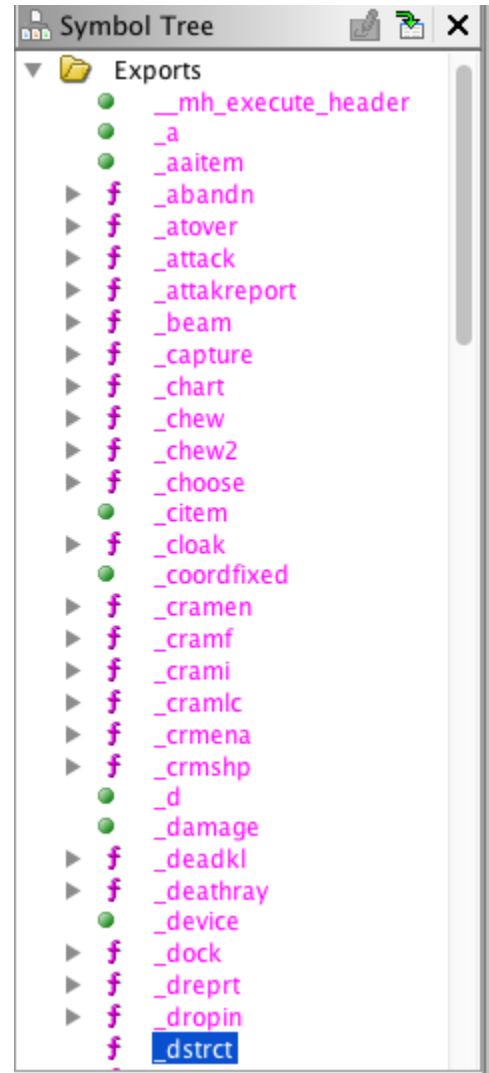 Symbol Tree
Exports
__mh_execute_header
_a
_aaitem
_abandn
_atover
_attack
_attakreport
_beam
_capture
_chart
_chew
_chew2
_choose
_citem
_cloak
_coordfixed
_cramen
_cramf
_crami
_cramlc
_crmena
_crmshp
_d
_damage
_deadkl
_deathray
_device
_dock
_dreprt
_dropin
_dstrct